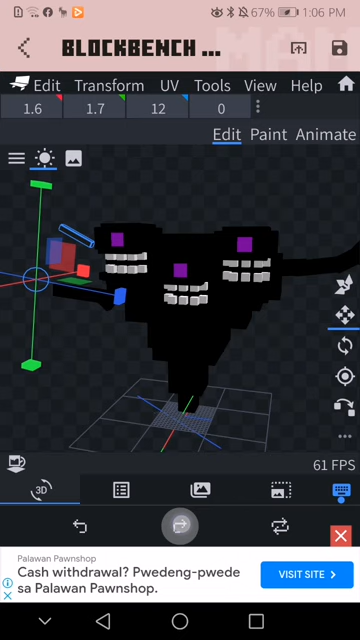 67% 1:06 PM
BLOCKBENCH ...
Edit Transform UV Tools View Help
1.6 1.7 12 0
Edit Paint Animate
61 FPS
3D
Palawan Pawnshop
Cash withdrawal? Pwedeng-pwede
sa Palawan Pawnshop.
VISIT SITE